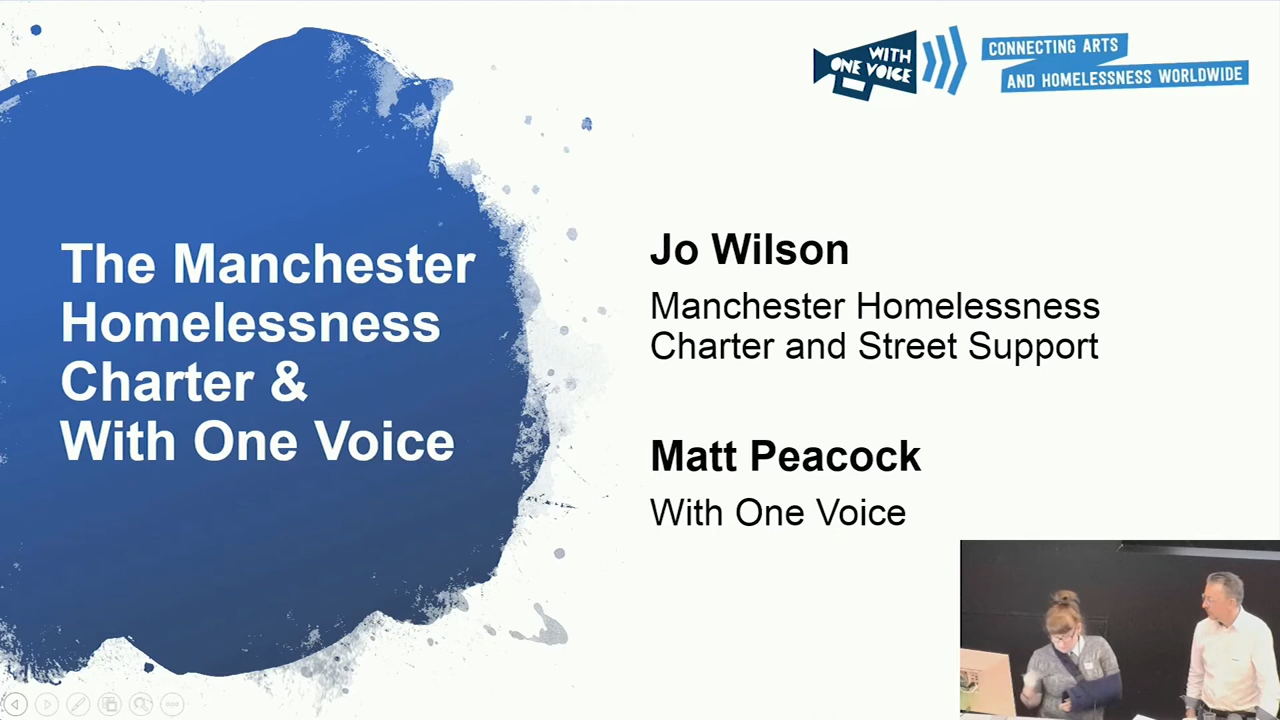 The Manchester
Homelessness
Charter &
With One Voice
WITH
ONE VOICE
CONNECTING ARTS
AND HOMELESSNESS WORLDWIDE
Jo Wilson
Manchester Homelessness
Charter and Street Support
Matt Peacock
With One Voice